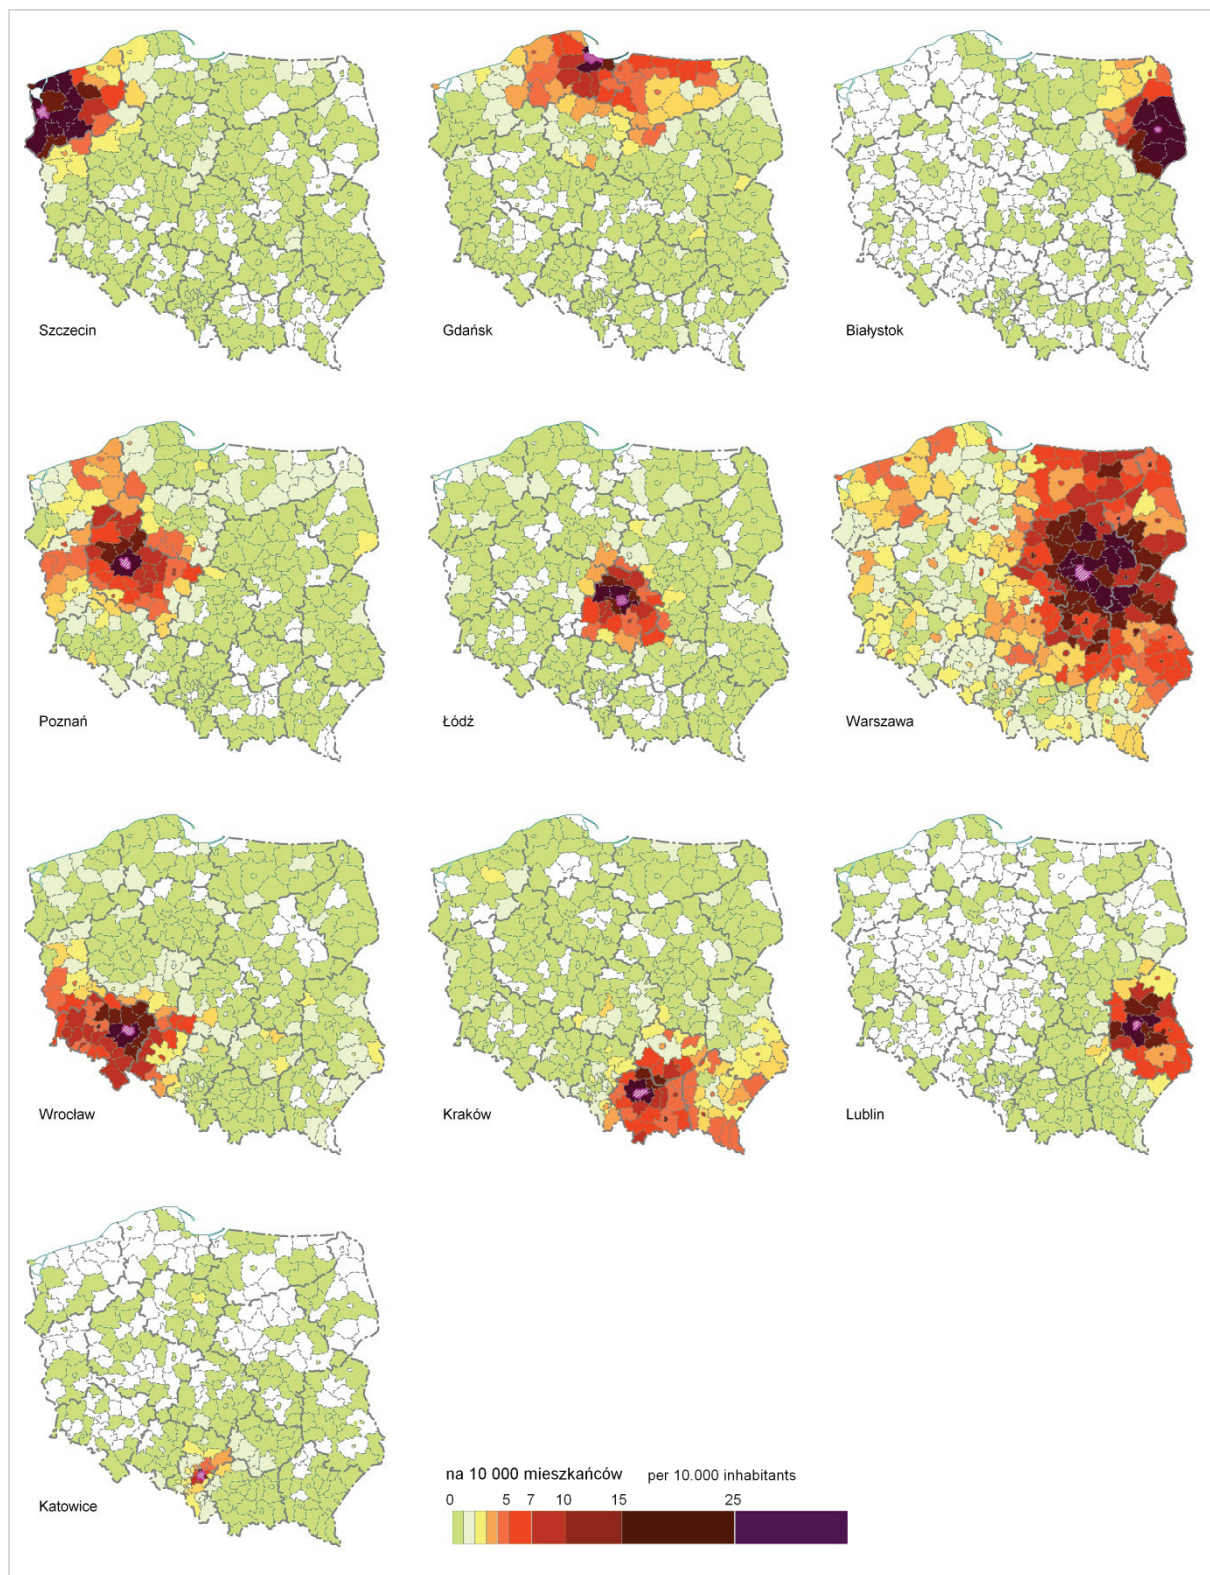 Szczecin
Gdańsk
Białystok
Poznań
Łódź
Warszawa
Wrocław
Kraków
Lublin
Katowice
na 10 000 mieszkańców per 10.000 inhabitants
0 5 7 10 15 25